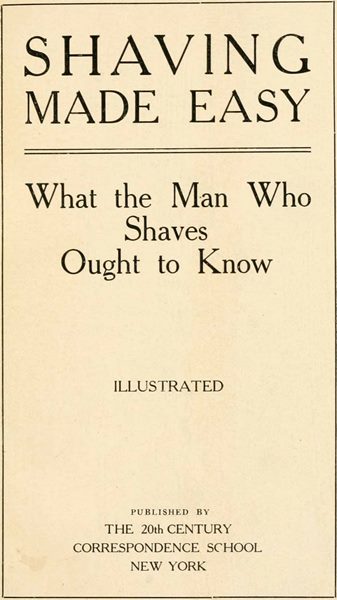 SHAVING
MADE EASY
What the Man Who
Shaves
Ought to Know
ILLUSTRATED
PUBLISHED BY
THE 20th CENTURY
CORRESPONDENCE SCHOOL
NEW YORK